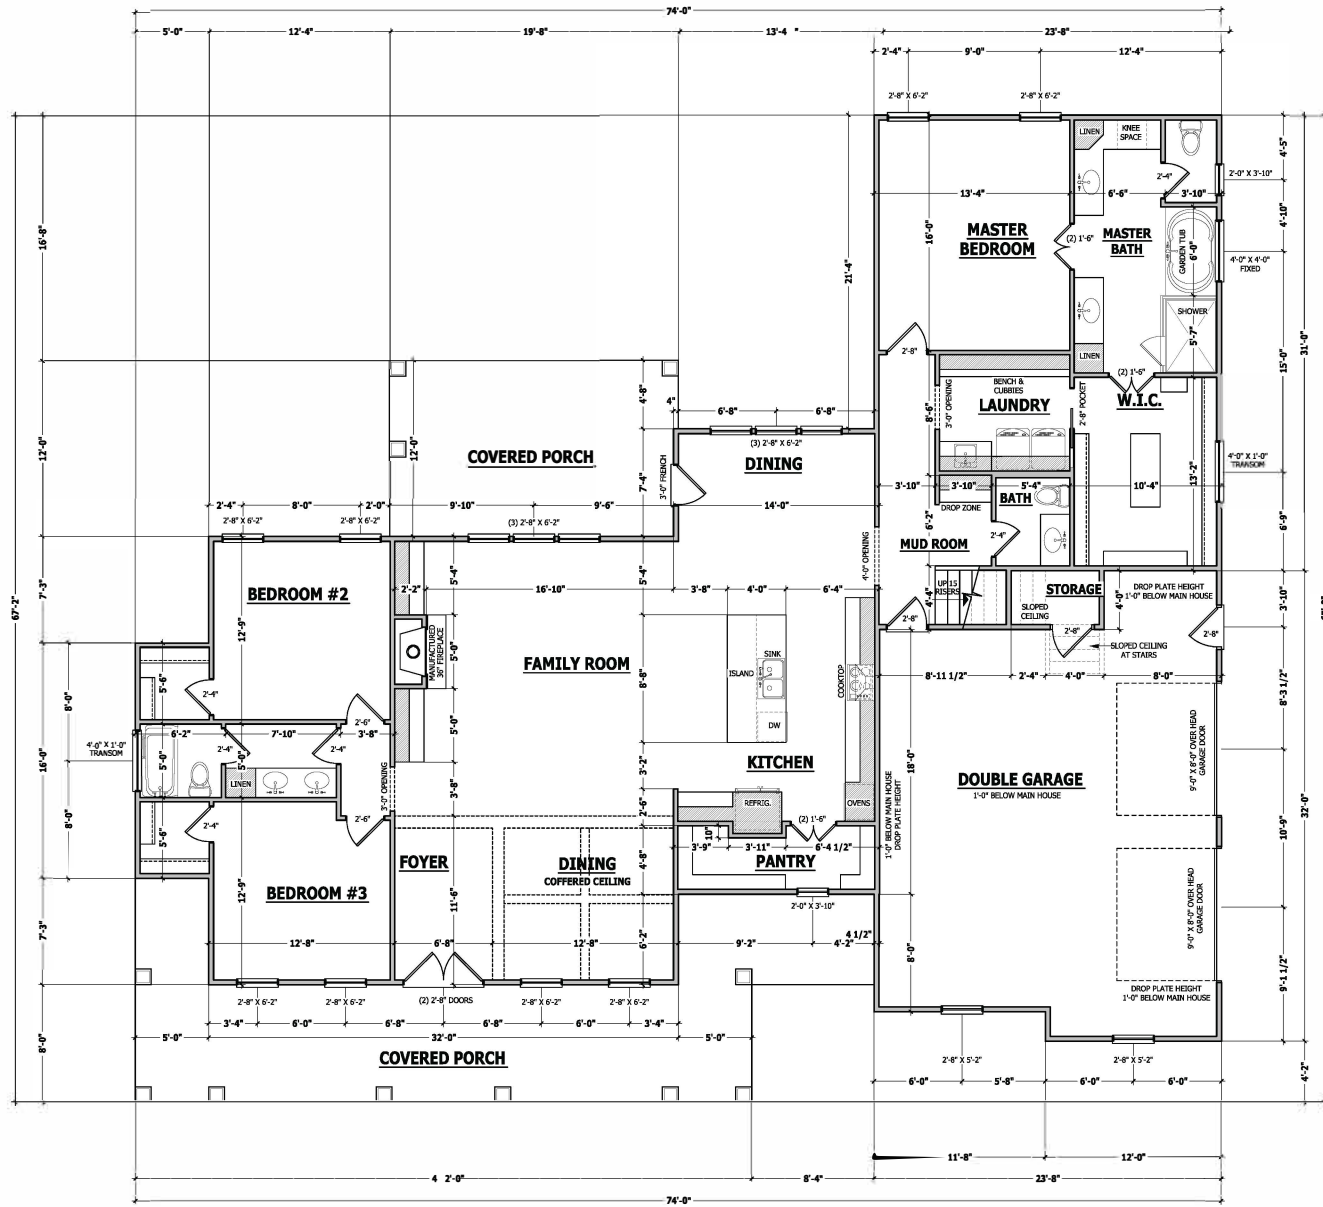 74'-0"
5'-0" 12'-4" 19'-8" 13'-4 " 23'-8"
2'-4" 9'-0" 12'-4"
2'-8" X 6'-2" 2'-8" X 6'-2"
LINEN
KNEE
SPACE
4'-5"
2'-4"
2'-0" X 3'-10"
13'-4" 6'-6" 3'-10"
4'-10"
16'-8"
16'-0"
MASTER
BEDROOM
(2) 1'-6"
MASTER
BATH
GARDEN TUB
6'-0"
4'-0" X 4'-0"
FIXED
21'-4"
SHOWER
5'-7"
2'-8"
LINEN
(2) 1'-6"
15'-0"
31'-0"
4'-8"
4"
6'-8" 6'-8"
8'-6"
3'-0" OPENING
BENCH &
CUBBIES
LAUNDRY
2'-8" POCKET
W.I.C.
12'-0"
12'-0"
COVERED PORCH
(3) 2'-8" X 6'-2"
DINING
3'-0" FRENCH
7'-4"
4'-0" X 1'-0"
TRANSOM
13'-2"
2'-4" 8'-0" 2'-0" 9'-10" 9'-6" 14'-0" 3'-10" 3'-10" 5'-4" 10'-4"
BATH
DROP ZONE
2'-8" X 6'-2" 2'-8" X 6'-2" (3) 2'-8" X 6'-2"
6'-2"
2'-4"
6'-9"
MUD ROOM
4'-0" OPENING
7'-3"
5'-4"
5'-4"
2'-2" 16'-10" 3'-8" 4'-0" 6'-4"
BEDROOM #2
UP 15
RISERS
4'-4"
STORAGE
SLOPED
CEILING
4'-0"
DROP PLATE HEIGHT
1'-0" BELOW MAIN HOUSE
3'-10"
67'-2"
12'-9"
2'-8"
2'-8"
2'-8"
SLOPED CEILING
AT STAIRS
MANUFACTURED
36" FIREPLACE
5'-0"
FAMILY ROOM
8'-8"
SINK
ISLAND
COOKTOP
DW
8'-11 1/2" 2'-4" 4'-0" 8'-0"
8'-3 1/2"
8'-0"
5'-6"
2'-4"
2'-6"
6'-2" 7'-10" 3'-8"
5'-0"
4'-0" X 1'-0"
TRANSOM
2'-4" 2'-4"
5'-0" 5'-0"
LINEN
3'-0" OPENING
16'-0"
3'-2"
KITCHEN
18'-0"
DOUBLE GARAGE
1'-0" BELOW MAIN HOUSE
9'-0" X 8'-0" OVER HEAD
GARAGE DOOR
3'-8"
2'-6"
REFRIG.
OVENS
(2) 1'-6"
1'-0" BELOW MAIN HOUSE
DROP PLATE HEIGHT
32'-0"
10'-9"
8'-0"
5'-6"
2'-4"
2'-6"
10"
3'-9" 3'-11" 6'-4 1/2"
FOYER
DINING
COFFERED CEILING
4'-8"
PANTRY
BEDROOM #3
12'-9"
11'-6"
2'-0" X 3'-10"
9'-0" X 8'-0" OVER HEAD
GARAGE DOOR
7'-3"
12'-8" 6'-8" 12'-8" 6'-2" 9'-2" 4'-2" 4 1/2"
8'-0"
9'-1 1/2"
2'-8" X 6'-2" 2'-8" X 6'-2" (2) 2'-8" DOORS 2'-8" X 6'-2" 2'-8" X 6'-2"
DROP PLATE HEIGHT
1'-0" BELOW MAIN HOUSE
3'-4" 6'-0" 6'-8" 6'-8" 6'-0" 3'-4"
5'-0" 32'-0" 5'-0"
8'-0"
COVERED PORCH
2'-8" X 5'-2" 2'-8" X 5'-2"
6'-0" 5'-8" 6'-0" 6'-0"
4'-2"
11'-8" 12'-0"
4 2'-0" 8'-4" 23'-8"
74'-0"